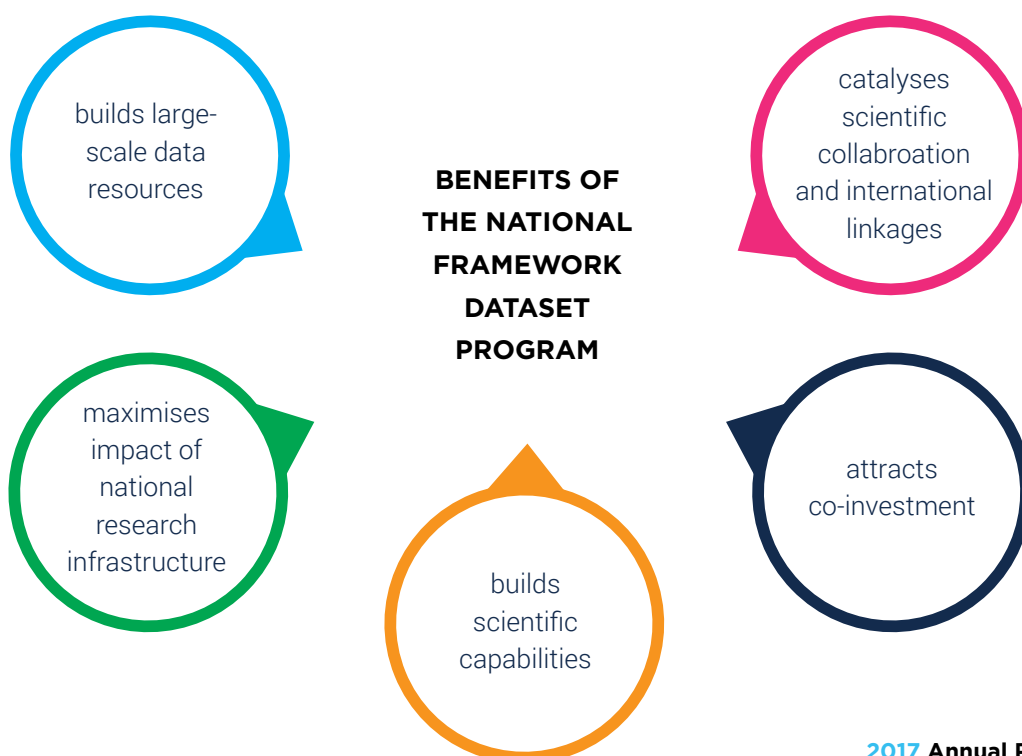 builds large-
scale data
resources
BENEFITS OF
THE NATIONAL
FRAMEWORK
DATASET
PROGRAM
catalyses
scientific
collabroation
and international
linkages
maximises
impact of
national
research
infrastructure
builds
scientific
capabilities
attracts
co-investment
2017 Annual